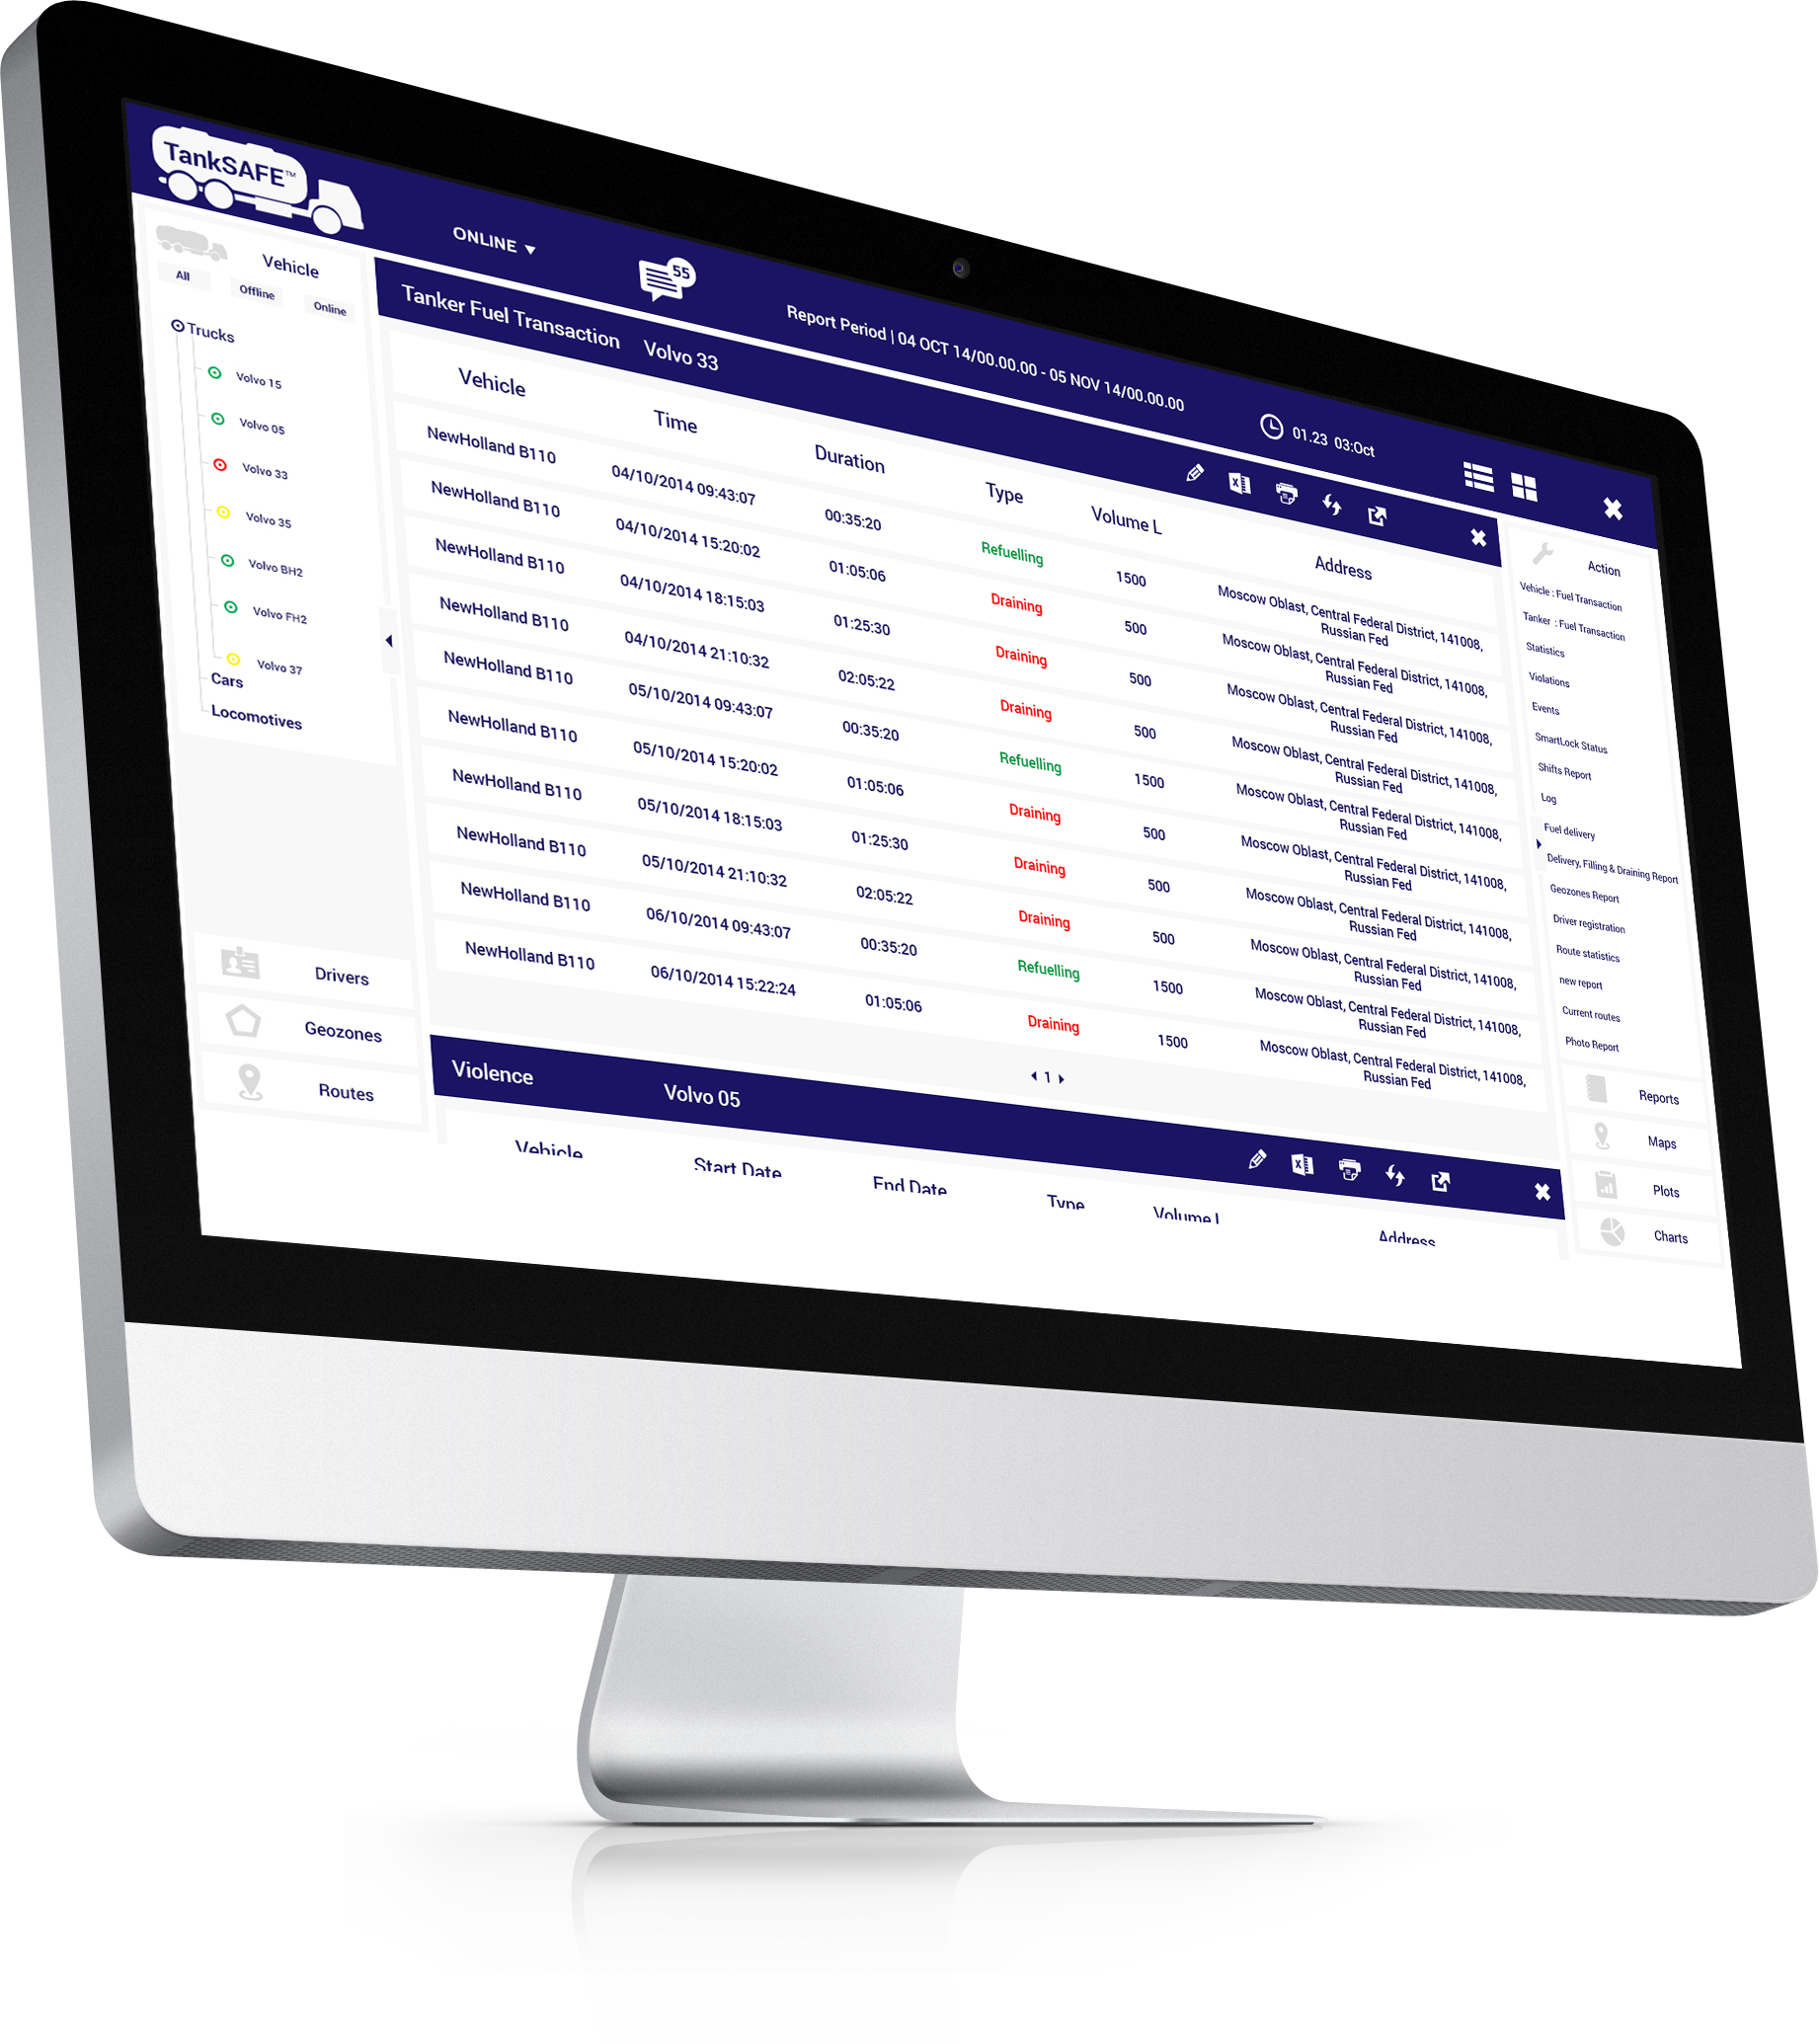 TankSAFE™
ONLINE
55
Report Period | 04 OCT 14/00.00.00 - 05 NOV 14/00.00.00
01.23 03:Oct
Vehicle
All
Offline
Online
Trucks
Volvo 15
Volvo 05
Volvo 33
Volvo 35
Volvo BH2
Volvo FH2
Volvo 37
Cars
Locomotives
Drivers
Geozones
Routes
Tanker Fuel Transaction Volvo 33
Vehicle Time Duration Type Volume L Address
NewHolland B110 04/10/2014 09:43:07 00:35:20 Refuelling 1500 Moscow Oblast, Central Federal District, 141008,
Russian Fed
NewHolland B110 04/10/2014 15:20:02 01:05:06 Draining 500 Moscow Oblast, Central Federal District, 141008,
Russian Fed
NewHolland B110 04/10/2014 18:15:03 01:25:30 Draining 500 Moscow Oblast, Central Federal District, 141008,
Russian Fed
NewHolland B110 04/10/2014 21:10:32 02:05:22 Draining 500 Moscow Oblast, Central Federal District, 141008,
Russian Fed
NewHolland B110 05/10/2014 09:43:07 00:35:20 Refuelling 1500 Moscow Oblast, Central Federal District, 141008,
Russian Fed
NewHolland B110 05/10/2014 15:20:02 01:05:06 Draining 500 Moscow Oblast, Central Federal District, 141008,
Russian Fed
NewHolland B110 05/10/2014 18:15:03 01:25:30 Draining 500 Moscow Oblast, Central Federal District, 141008,
Russian Fed
NewHolland B110 05/10/2014 21:10:32 02:05:22 Draining 500 Moscow Oblast, Central Federal District, 141008,
Russian Fed
NewHolland B110 06/10/2014 09:43:07 00:35:20 Refuelling 1500 Moscow Oblast, Central Federal District, 141008,
Russian Fed
NewHolland B110 06/10/2014 15:22:24 01:05:06 Draining 1500 Moscow Oblast, Central Federal District, 141008,
Russian Fed
1
Violence Volvo 05
Vehicle Start Date End Date Type Volume L Address
Action
Vehicle : Fuel Transaction
Tanker : Fuel Transaction
Statistics
Violations
Events
SmartLock Status
Shifts Report
Log
Fuel delivery
Delivery, Filling & Draining Report
Geozones Report
Driver registration
Route statistics
new report
Current routes
Photo Report
Reports
Maps
Plots
Charts